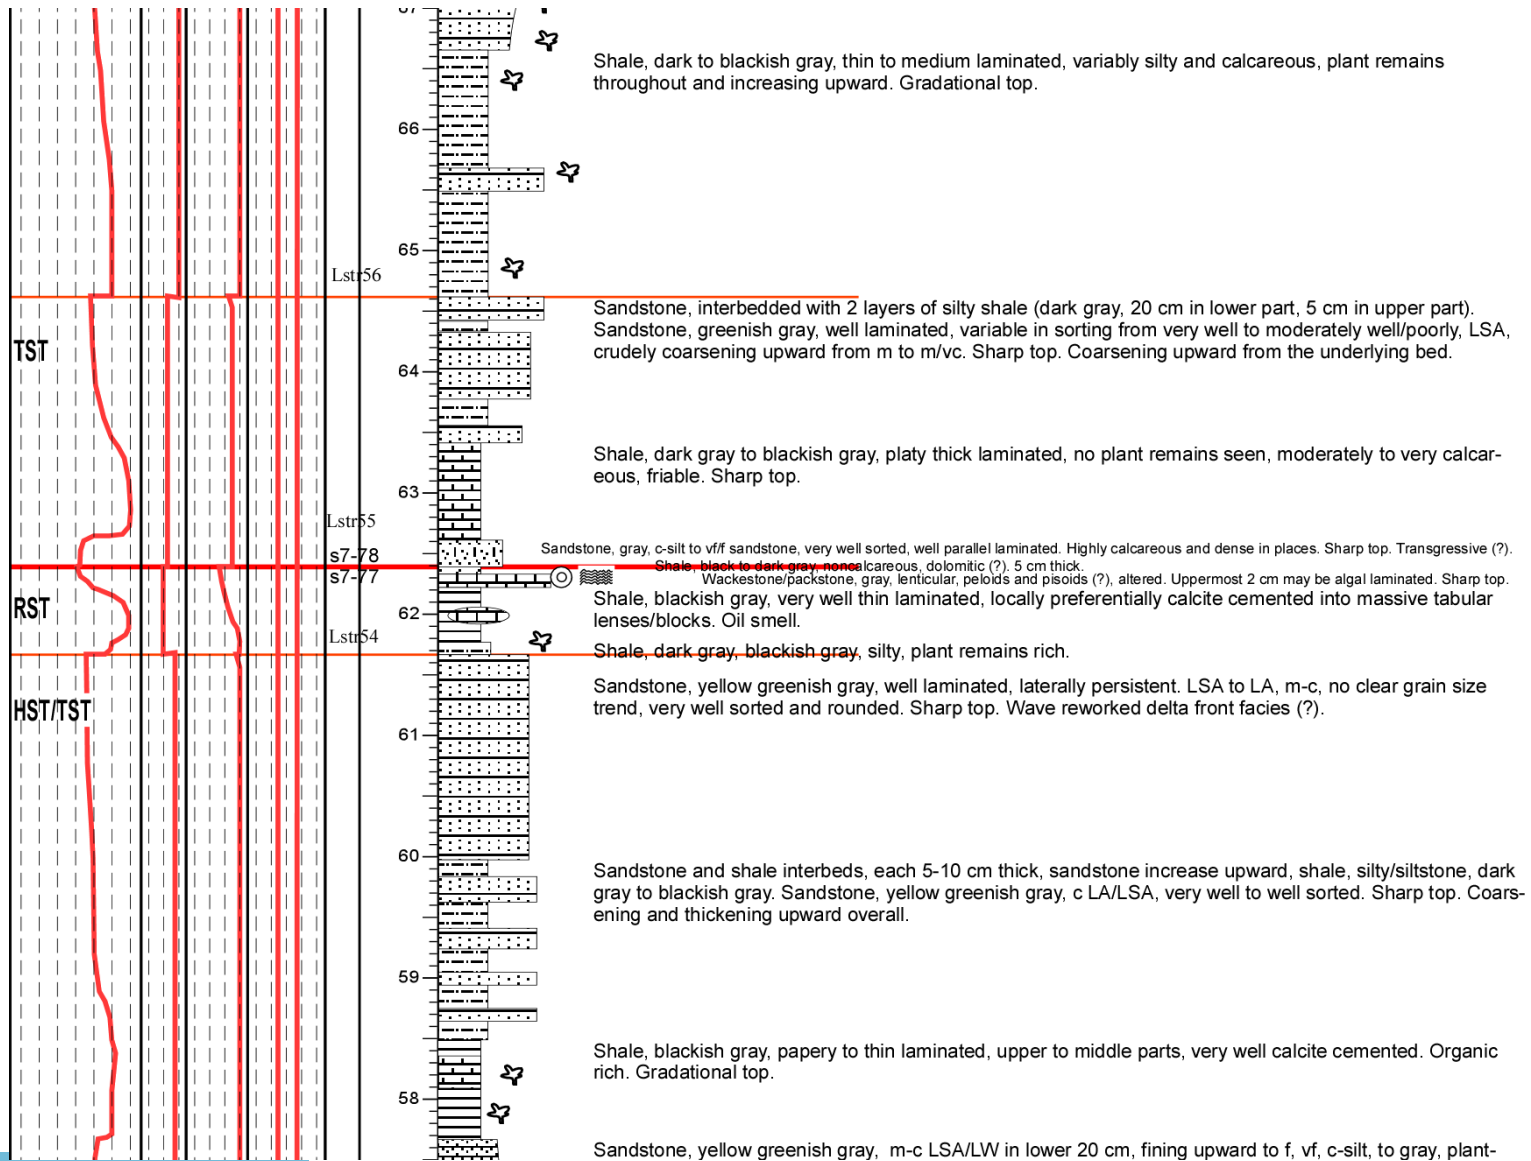 67
Shale, dark to blackish gray, thin to medium laminated, variably silty and calcareous, plant remains
throughout and increasing upward. Gradational top.
66
65
Lstr56
Sandstone, interbedded with 2 layers of silty shale (dark gray, 20 cm in lower part, 5 cm in upper part).
Sandstone, greenish gray, well laminated, variable in sorting from very well to moderately well/poorly, LSA,
crudely coarsening upward from m to m/vc. Sharp top. Coarsening upward from the underlying bed.
TST
64
Shale, dark gray to blackish gray, platy thick laminated, no plant remains seen, moderately to very calcar-
eous, friable. Sharp top.
63
Lstr55
Sandstone, gray, c-silt to vf/f sandstone, very well sorted, well parallel laminated. Highly calcareous and dense in places. Sharp top. Transgressive (?).
s7-78
Shale, black to dark gray, noncalcareous, dolomitic (?). 5 cm thick.
s7-77
Wackestone/packstone, gray, lenticular, peloids and pisoids (?), altered. Uppermost 2 cm may be algal laminated. Sharp top.
RST
62
Shale, blackish gray, very well thin laminated, locally preferentially calcite cemented into massive tabular
lenses/blocks. Oil smell.
Lstr54
Shale, dark gray, blackish gray, silty, plant remains rich.
Sandstone, yellow greenish gray, well laminated, laterally persistent. LSA to LA, m-c, no clear grain size
trend, very well sorted and rounded. Sharp top. Wave reworked delta front facies (?).
HST/TST
61
60
Sandstone and shale interbeds, each 5-10 cm thick, sandstone increase upward, shale, silty/siltstone, dark
gray to blackish gray. Sandstone, yellow greenish gray, c LA/LSA, very well to well sorted. Sharp top. Coars-
ening and thickening upward overall.
59
Shale, blackish gray, papery to thin laminated, upper to middle parts, very well calcite cemented. Organic
rich. Gradational top.
58
Sandstone, yellow greenish gray, m-c LSA/LW in lower 20 cm, fining upward to f, vf, c-silt, to gray, plant-